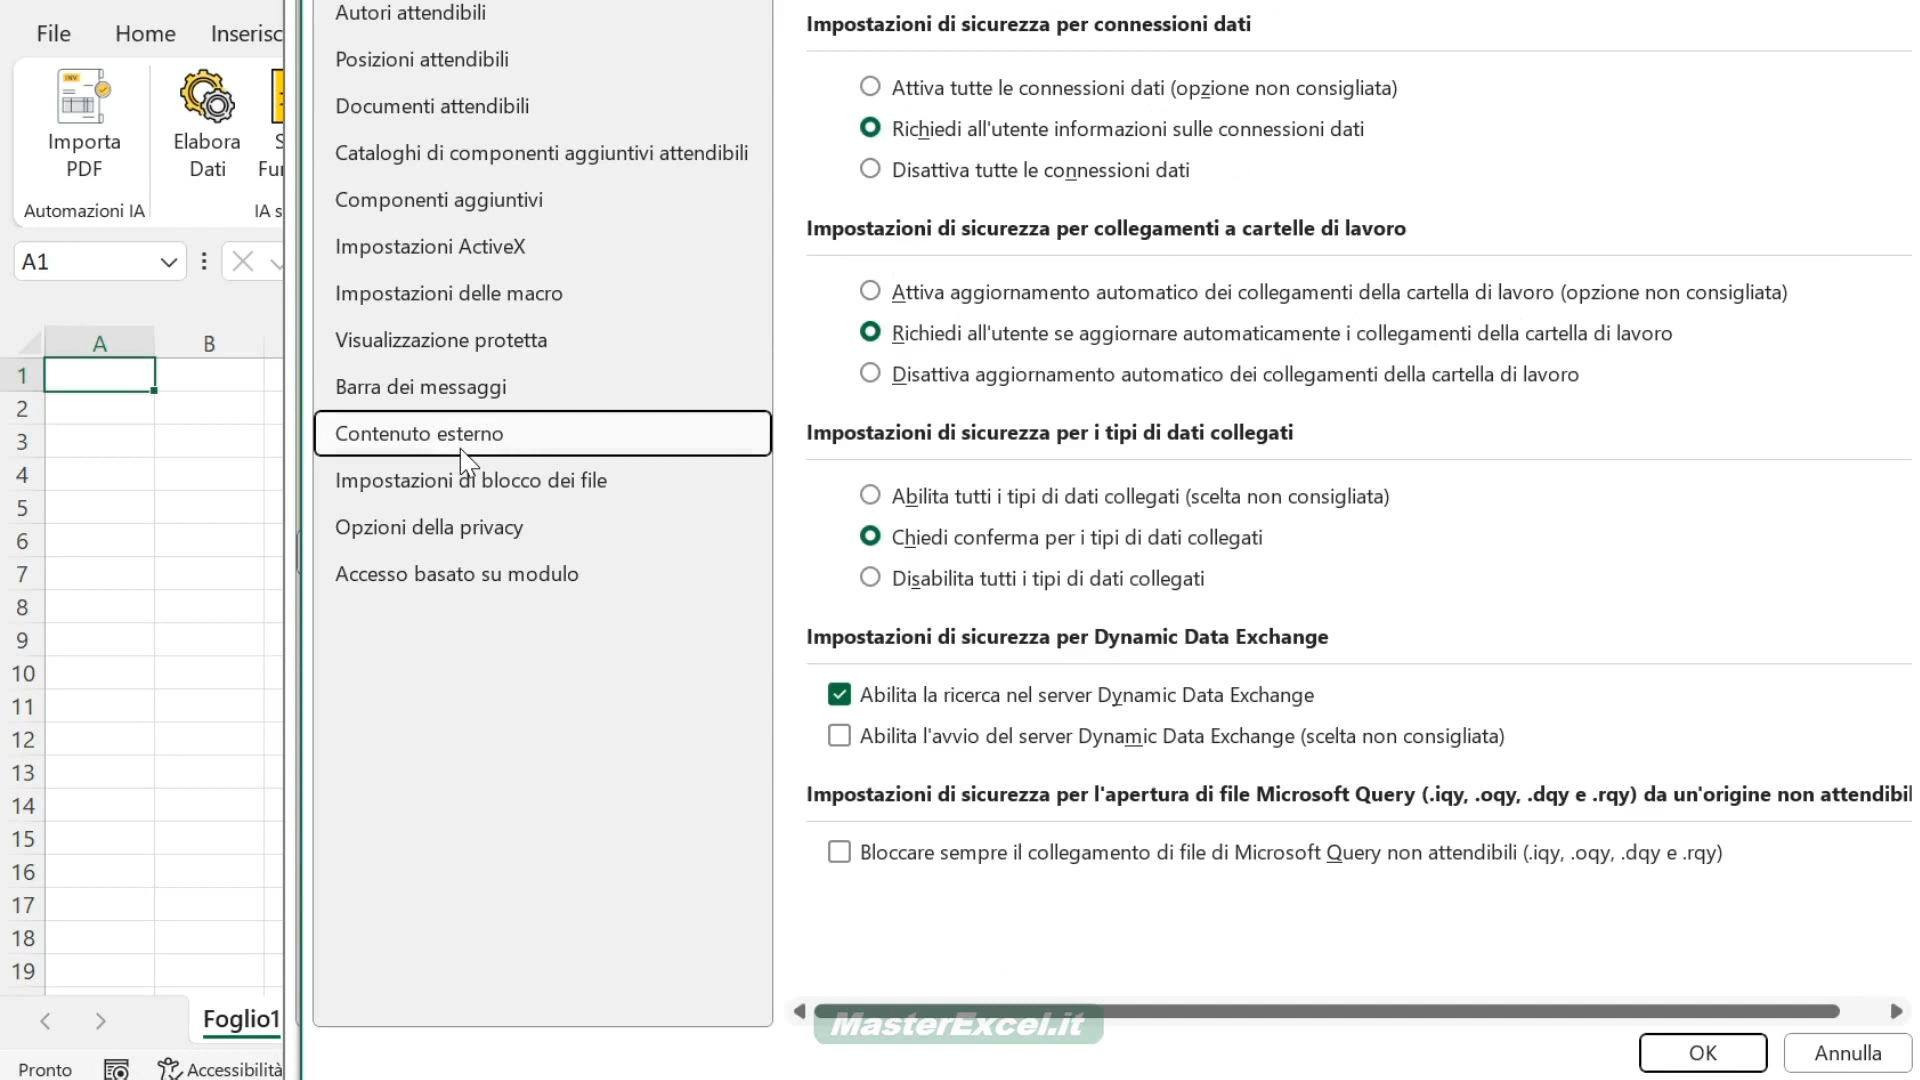 File Home Inserisc
Importa
PDF
Automazioni IA
Elabora
Dati
S
Fur
IA s
A1
A B
1
2
3
4
5
6
7
8
9
10
11
12
13
14
15
16
17
18
19
Foglio1
Pronto
Accessibilità
Autori attendibili
Posizioni attendibili
Documenti attendibili
Cataloghi di componenti aggiuntivi attendibili
Componenti aggiuntivi
Impostazioni ActiveX
Impostazioni delle macro
Visualizzazione protetta
Barra dei messaggi
Contenuto esterno
Impostazioni di blocco dei file
Opzioni della privacy
Accesso basato su modulo
Impostazioni di sicurezza per connessioni dati
Attiva tutte le connessioni dati (opzione non consigliata)
Richiedi all'utente informazioni sulle connessioni dati
Disattiva tutte le connessioni dati
Impostazioni di sicurezza per collegamenti a cartelle di lavoro
Attiva aggiornamento automatico dei collegamenti della cartella di lavoro (opzione non consigliata)
Richiedi all'utente se aggiornare automaticamente i collegamenti della cartella di lavoro
Disattiva aggiornamento automatico dei collegamenti della cartella di lavoro
Impostazioni di sicurezza per i tipi di dati collegati
Abilita tutti i tipi di dati collegati (scelta non consigliata)
Chiedi conferma per i tipi di dati collegati
Disabilita tutti i tipi di dati collegati
Impostazioni di sicurezza per Dynamic Data Exchange
Abilita la ricerca nel server Dynamic Data Exchange
Abilita l'avvio del server Dynamic Data Exchange (scelta non consigliata)
Impostazioni di sicurezza per l'apertura di file Microsoft Query (.iqy, .oqy, .dqy e .rqy) da un'origine non attendibil
Bloccare sempre il collegamento di file di Microsoft Query non attendibili (.iqy, .oqy, .dqy e .rqy)
MasterExcel.it
OK Annulla